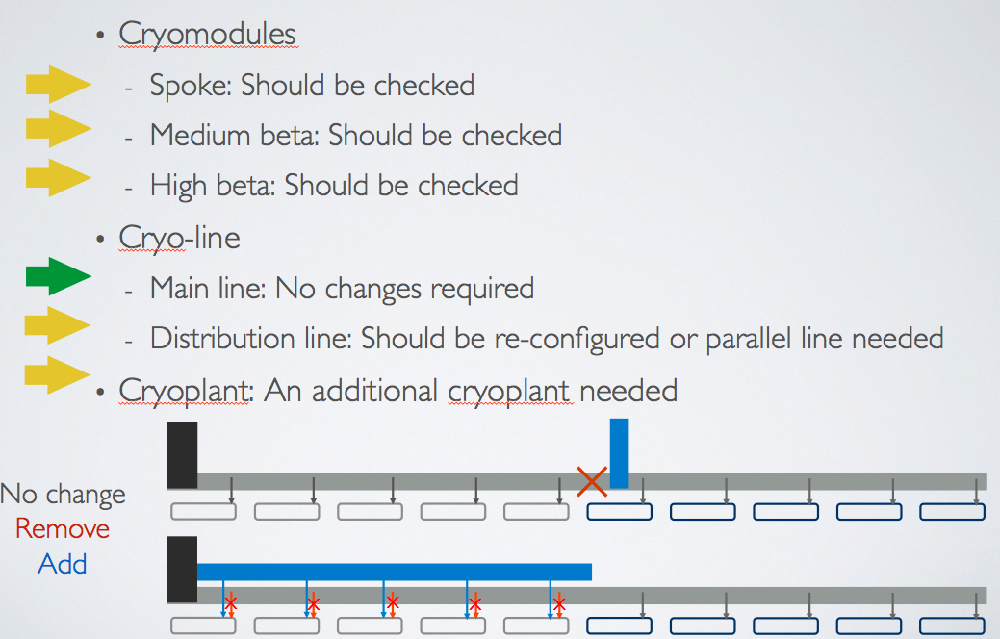 • Cryomodules
- Spoke: Should be checked
- Medium beta: Should be checked
- High beta: Should be checked
• Cryo-line
- Main line: No changes required
- Distribution line: Should be re-configured or parallel line needed
• Cryoplant: An additional cryoplant needed
No change
Remove
Add